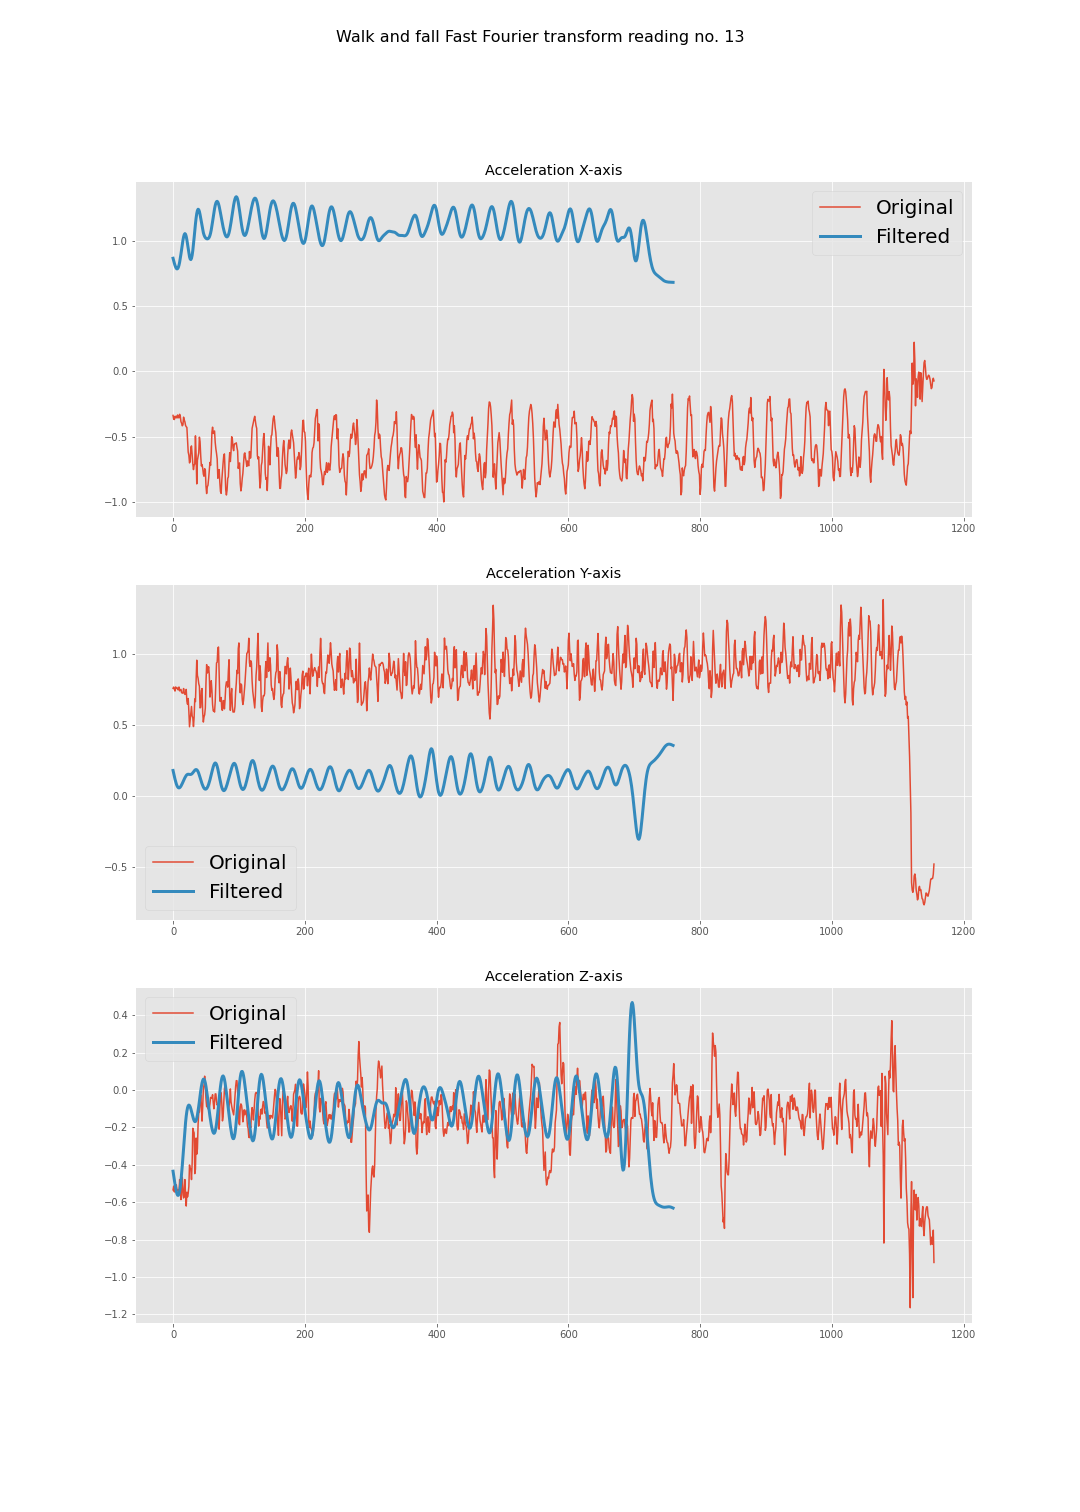 Walk and fall Fast Fourier transform reading no. 13
Acceleration X-axis
Original
Filtered
1.0
0.5
0.0
−0.5
−1.0
0 200 400 600 800 1000 1200
Acceleration Y-axis
1.0
0.5
0.0
−0.5
Original
Filtered
0 200 400 600 800 1000 1200
Acceleration Z-axis
Original
Filtered
0.4
0.2
0.0
−0.2
−0.4
−0.6
−0.8
−1.0
−1.2
0 200 400 600 800 1000 1200